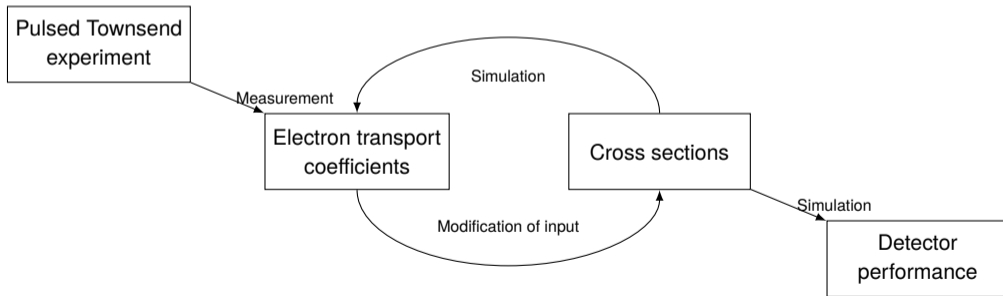 Pulsed Townsend
experiment
Simulation
Measurement
Electron transport
coefficients
Cross sections
Simulation
Modification of input
Detector
performance